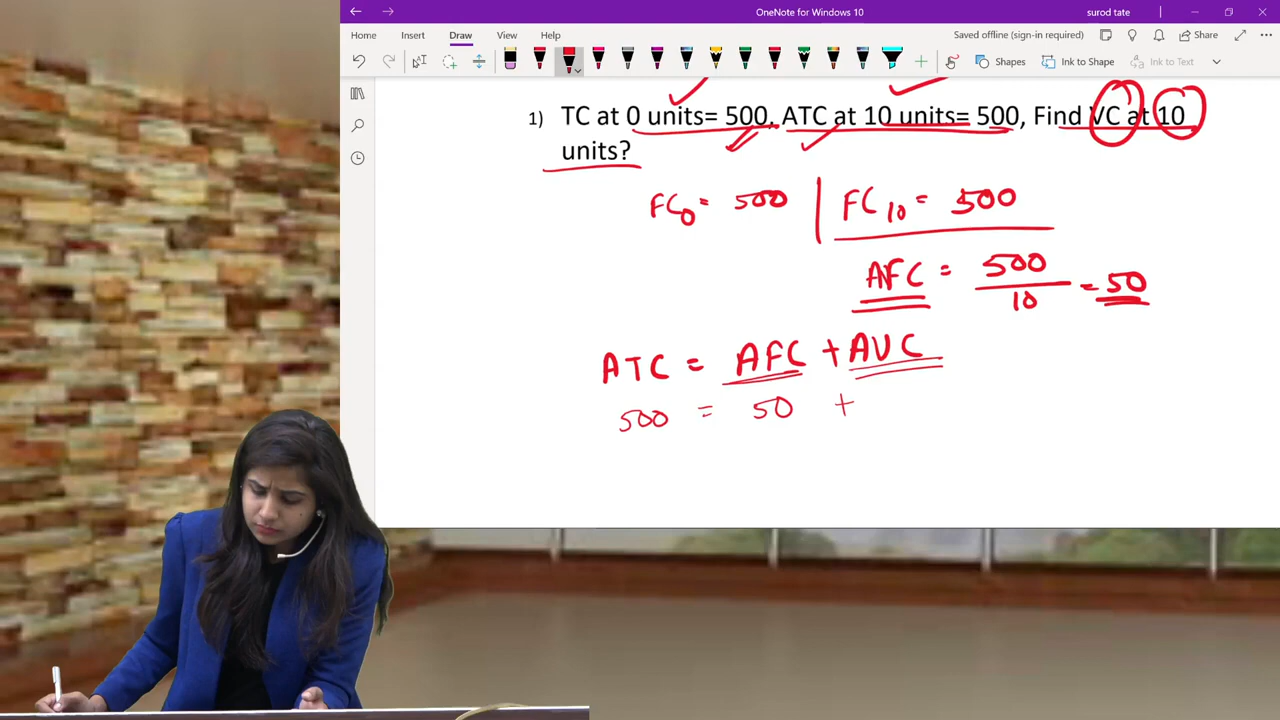 OneNote for Windows 10
surod tate
Home Insert Draw View Help
Saved offline (sign-in required)
Share
Shapes
Ink to Shape
Ink to Text
1) TC at 0 units= 500, ATC at 10 units= 500, Find VC at 10
units?
FC0 = 500 | FC10 = 500
AFC = 500/10 = 50
ATC = AFC + AVC
500 = 50 +